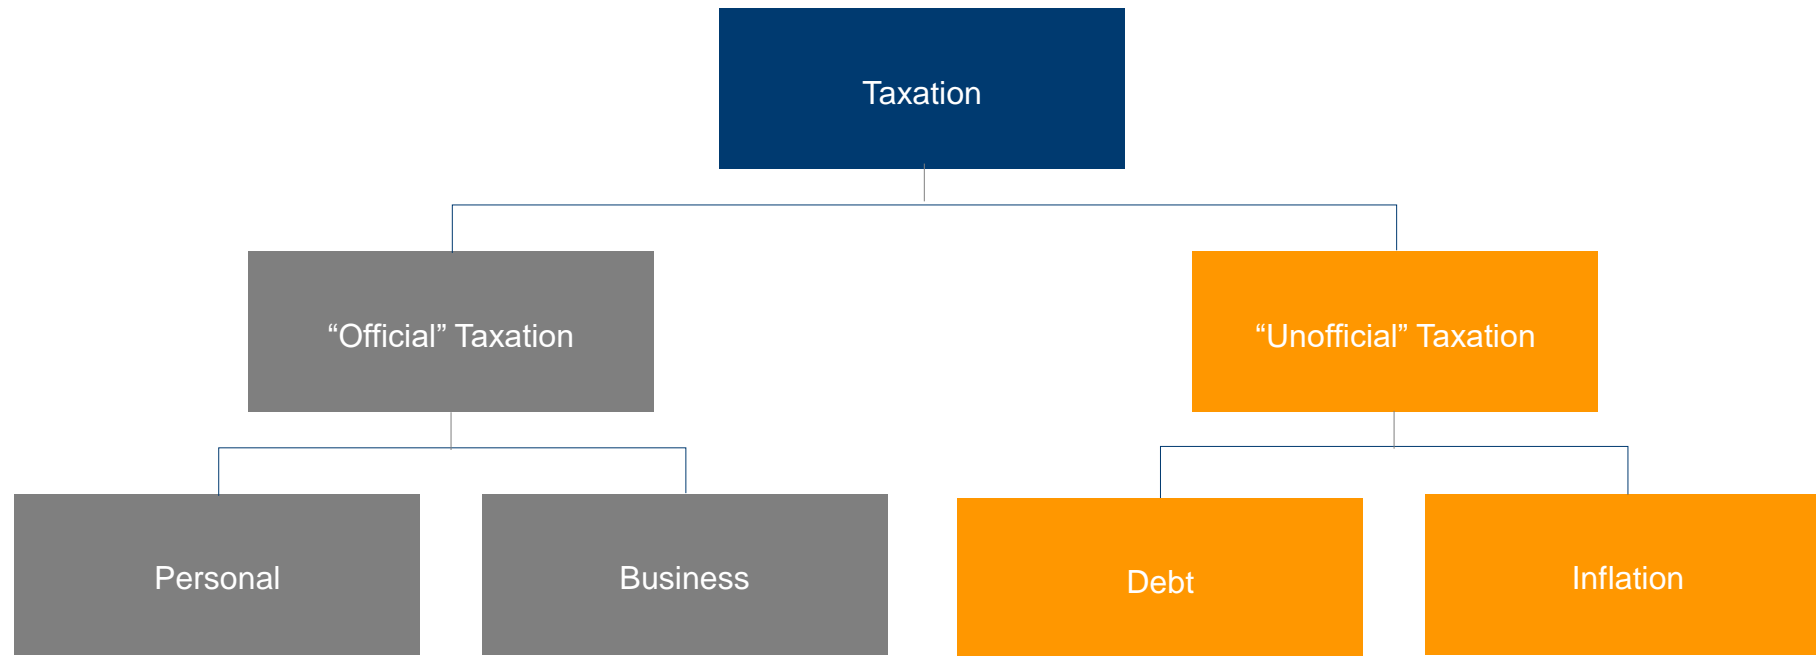 Taxation
“Official” Taxation
“Unofficial” Taxation
Personal
Business
Debt
Inflation